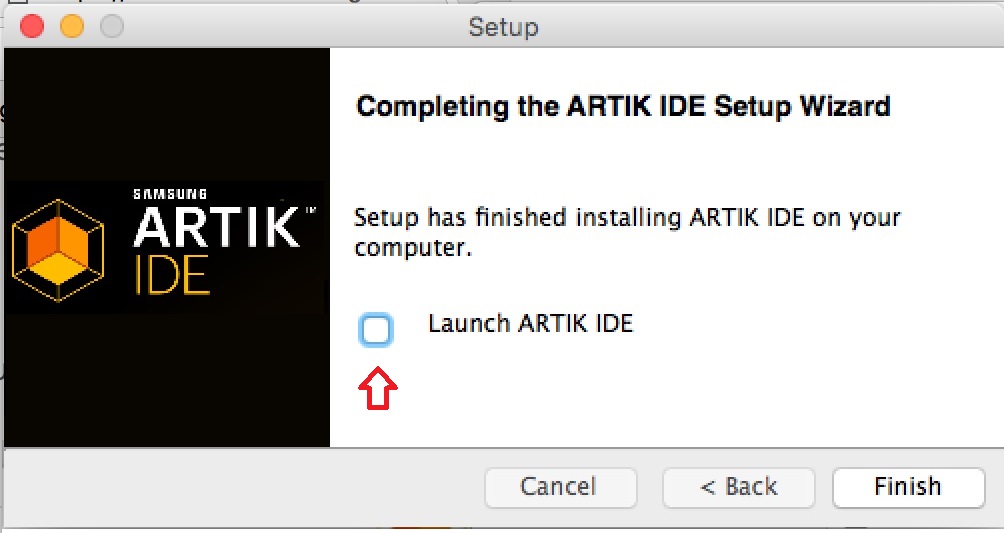 Setup
Completing the ARTIK IDE Setup Wizard
SAMSUNG
ARTIK™
IDE
Setup has finished installing ARTIK IDE on your
computer.
Launch ARTIK IDE
Cancel
< Back
Finish